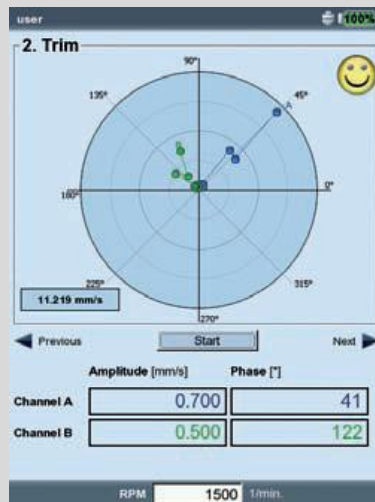 user
100%
2. Trim
90°
135°
45°
A
B
180°
0°
225°
315°
11.219 mm/s
270°
Previous
Start
Next
Amplitude [mm/s]
Phase [°]
Channel A
0.700
41
Channel B
0.500
122
RPM
1500
1/min.